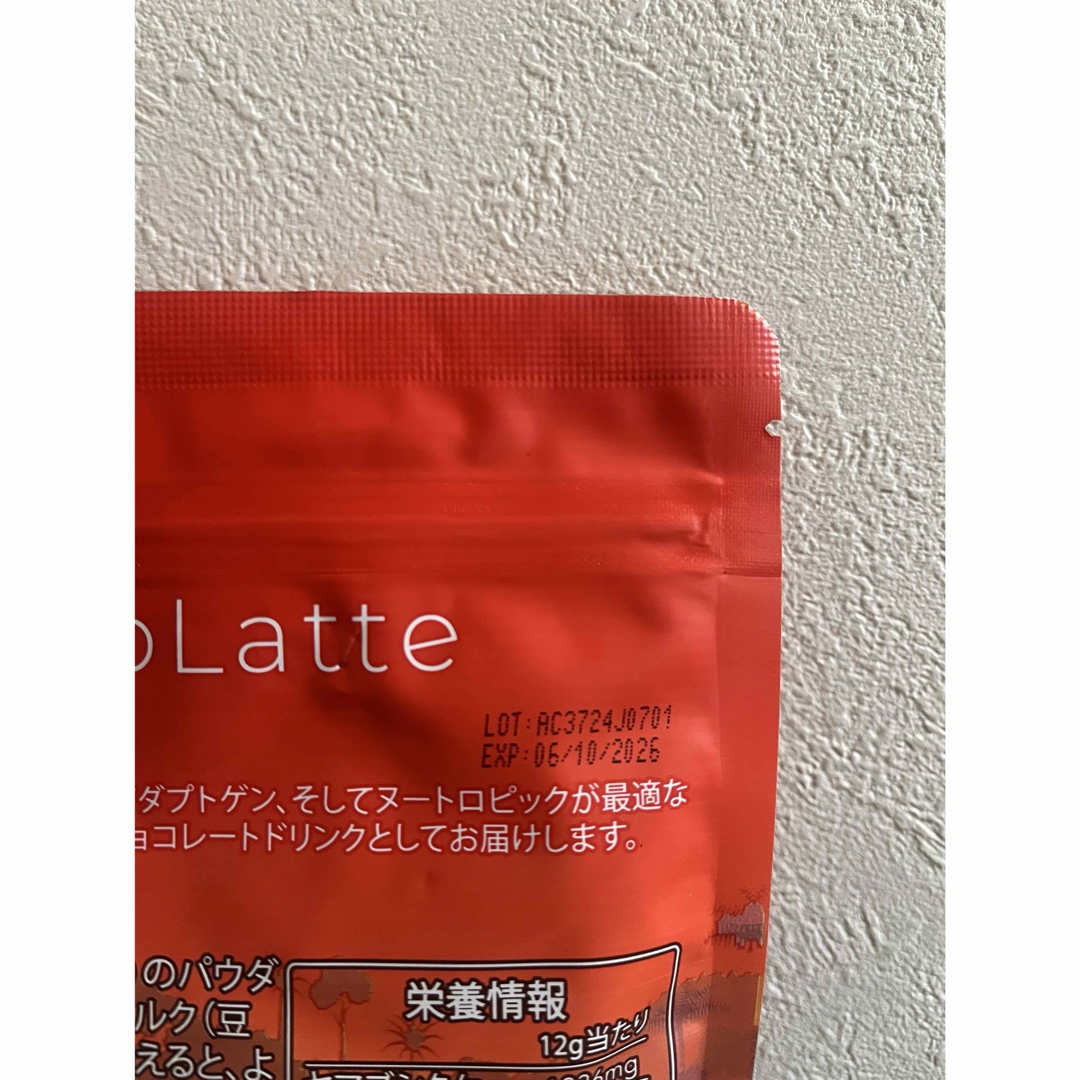 oLatte
LOT:AC3724J0701
EXP:06/10/2026
ダプトゲン、そしてヌートロピックが最適な
ョコレートドリンクとしてお届けします。
のパウダ
ルク(豆
えると、よ
栄養情報
12g当たり